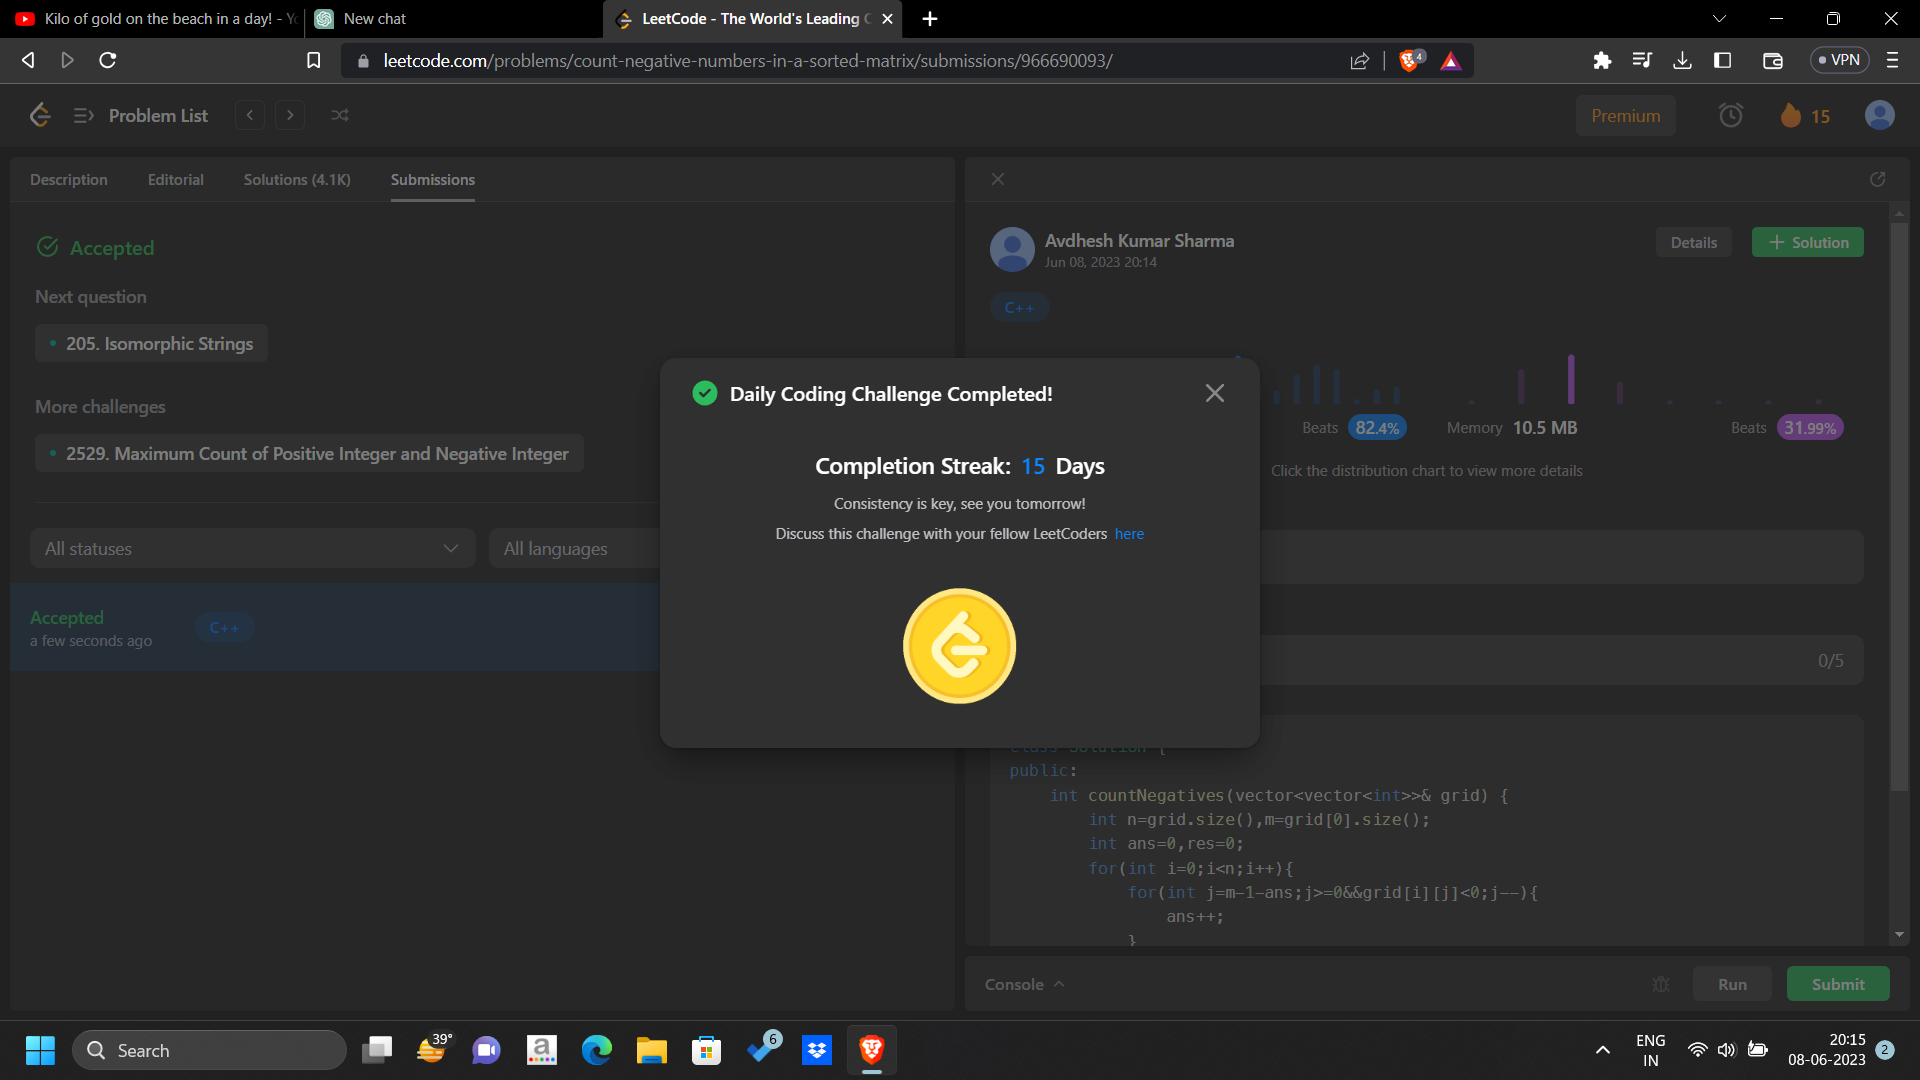 Kilo of gold on the beach in a day! - Yo
New chat
LeetCode - The World's Leading C
leetcode.com/problems/count-negative-numbers-in-a-sorted-matrix/submissions/966690093/
4
VPN
Problem List
Premium
15
Description
Editorial
Solutions (4.1K)
Submissions
Accepted
Next question
205. Isomorphic Strings
More challenges
2529. Maximum Count of Positive Integer and Negative Integer
All statuses
All languages
Accepted
a few seconds ago
C++
Avdhesh Kumar Sharma
Jun 08, 2023 20:14
Details
+ Solution
C++
Beats 82.4%
Memory 10.5 MB
Beats 31.99%
Click the distribution chart to view more details
Daily Coding Challenge Completed!
Completion Streak: 15 Days
Consistency is key, see you tomorrow!
Discuss this challenge with your fellow LeetCoders here
0/5
class Solution {
public:
int countNegatives(vector<vector<int>>& grid) {
int n=grid.size(),m=grid[0].size();
int ans=0,res=0;
for(int i=0;i<n;i++){
for(int j=m-1-ans;j>=0&&grid[i][j]<0;j--){
ans++;
}
Console
Run
Submit
Search
39°
a
6
ENG
IN
20:15
08-06-2023
2